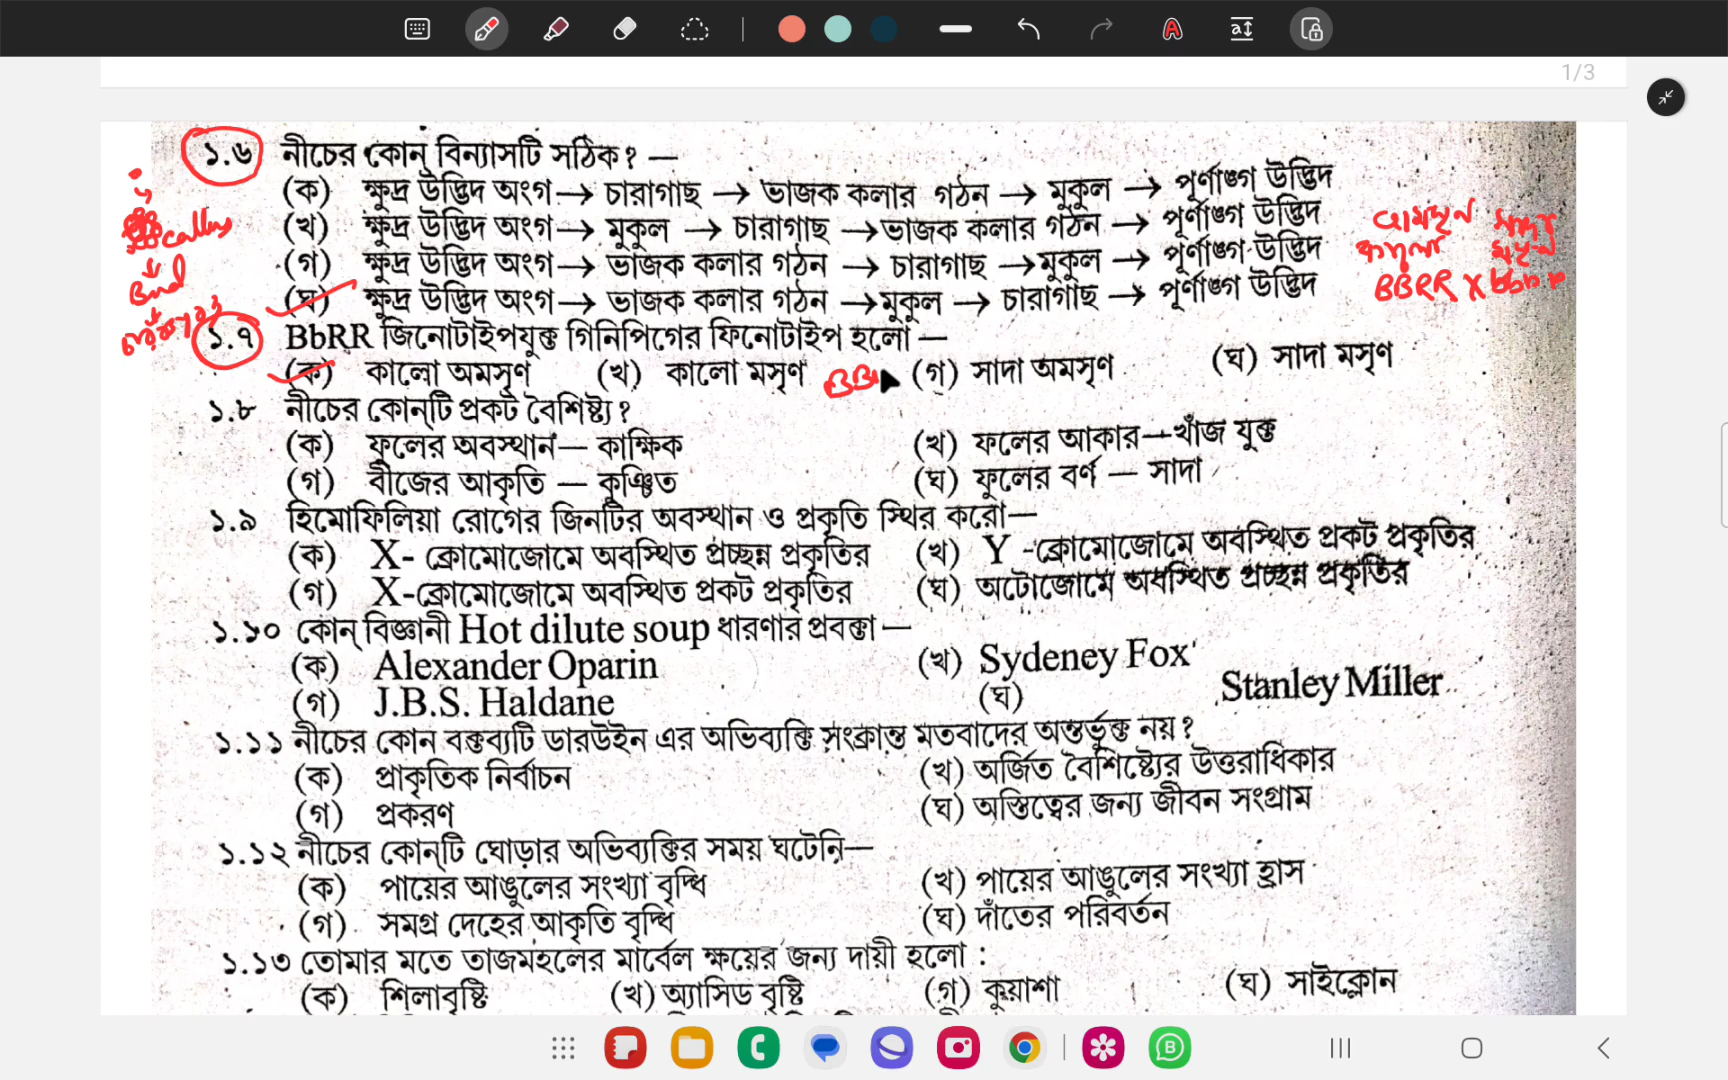 1/3
১.৬ নীচের কোন্ বিন্যাসটি সঠিক? —
(ক) ক্ষুদ্র উদ্ভিদ অংগ→ চারাগাছ → ভাজক কলার গঠন → মুকুল → পূর্ণাঙ্গ উদ্ভিদ
(খ) ক্ষুদ্র উদ্ভিদ অংগ→ মুকুল → চারাগাছ →ভাজক কলার গঠন → পূর্ণাঙ্গ উদ্ভিদ
(গ) ক্ষুদ্র উদ্ভিদ অংগ→ ভাজক কলার গঠন → চারাগাছ →মুকুল → পূর্ণাঙ্গ উদ্ভিদ
(ঘ) ক্ষুদ্র উদ্ভিদ অংগ→ ভাজক কলার গঠন →মুকুল → চারাগাছ → পূর্ণাঙ্গ উদ্ভিদ
callus
Bud
BBRR X bbrr
১.৭ BbRR জিনোটাইপযুক্ত গিনিপিগের ফিনোটাইপ হলো —
(ক) কালো অমসৃণ (খ) কালো মসৃণ (গ) সাদা অমসৃণ (ঘ) সাদা মসৃণ
১.৮ নীচের কোন্‌টি প্রকট বৈশিষ্ট্য?
(ক) ফুলের অবস্থান— কাক্ষিক (খ) ফলের আকার—খাঁজ যুক্ত
(গ) বীজের আকৃতি — কুঞ্চিত (ঘ) ফুলের বর্ণ — সাদা
১.৯ হিমোফিলিয়া রোগের জিনটির অবস্থান ও প্রকৃতি স্থির করো—
(ক) X- ক্রোমোজোমে অবস্থিত প্রচ্ছন্ন প্রকৃতির (খ) Y -ক্রোমোজোমে অবস্থিত প্রকট প্রকৃতির
(গ) X-ক্রোমোজোমে অবস্থিত প্রকট প্রকৃতির (ঘ) অটোজোমে অবস্থিত প্রচ্ছন্ন প্রকৃতির
১.১০ কোন্ বিজ্ঞানী Hot dilute soup ধারণার প্রবক্তা —
(ক) Alexander Oparin (খ) Sydeney Fox
(গ) J.B.S. Haldane (ঘ) Stanley Miller
১.১১ নীচের কোন বক্তব্যটি ডারউইন এর অভিব্যক্তি সংক্রান্ত মতবাদের অন্তর্ভুক্ত নয়?
(ক) প্রাকৃতিক নির্বাচন (খ) অর্জিত বৈশিষ্ট্যের উত্তরাধিকার
(গ) প্রকরণ (ঘ) অস্তিত্বের জন্য জীবন সংগ্রাম
১.১২ নীচের কোন্‌টি ঘোড়ার অভিব্যক্তির সময় ঘটেনি—
(ক) পায়ের আঙুলের সংখ্যা বৃদ্ধি (খ) পায়ের আঙুলের সংখ্যা হ্রাস
(গ) সমগ্র দেহের আকৃতি বৃদ্ধি (ঘ) দাঁতের পরিবর্তন
১.১৩ তোমার মতে তাজমহলের মার্বেল ক্ষয়ের জন্য দায়ী হলো :
(ক) শিলাবৃষ্টি (খ) অ্যাসিড বৃষ্টি (গ) কুয়াশা (ঘ) সাইক্লোন